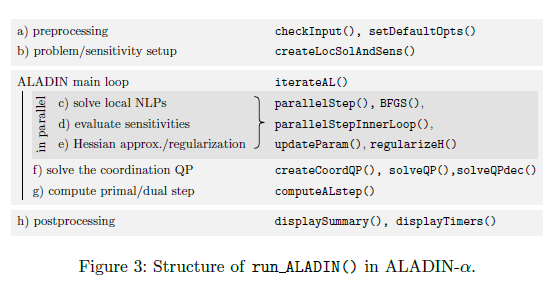 a) preprocessing checkInput(), setDefaultOpts()
b) problem/sensitivity setup createLocSolAndSens()
ALADIN main loop iterateAL()
in parallel
c) solve local NLPs parallelStep(), BFGS(),
d) evaluate sensitivities parallelStepInnerLoop(),
e) Hessian approx./regularization updateParam(), regularizeH()
f) solve the coordination QP createCoordQP(), solveQP(),solveQPdec()
g) compute primal/dual step computeALstep()
h) postprocessing displaySummary(), displayTimers()
Figure 3: Structure of run_ALADIN() in ALADIN-α.